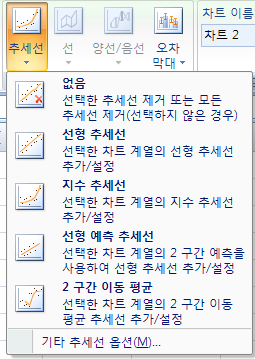 차트 이름
차트 2
추세선
선
양선/음선
오차
막대
없음
선택한 추세선 제거 또는 모든
추세선 제거(선택하지 않은 경우)
선형 추세선
선택한 차트 계열의 선형 추세선
추가/설정
지수 추세선
선택한 차트 계열의 지수 추세선
추가/설정
선형 예측 추세선
선택한 차트 계열의 2 구간 예측을
사용하여 선형 추세선 추가/설정
2 구간 이동 평균
선택한 차트 계열의 2 구간 이동
평균 추세선 추가/설정
기타 추세선 옵션(M)...